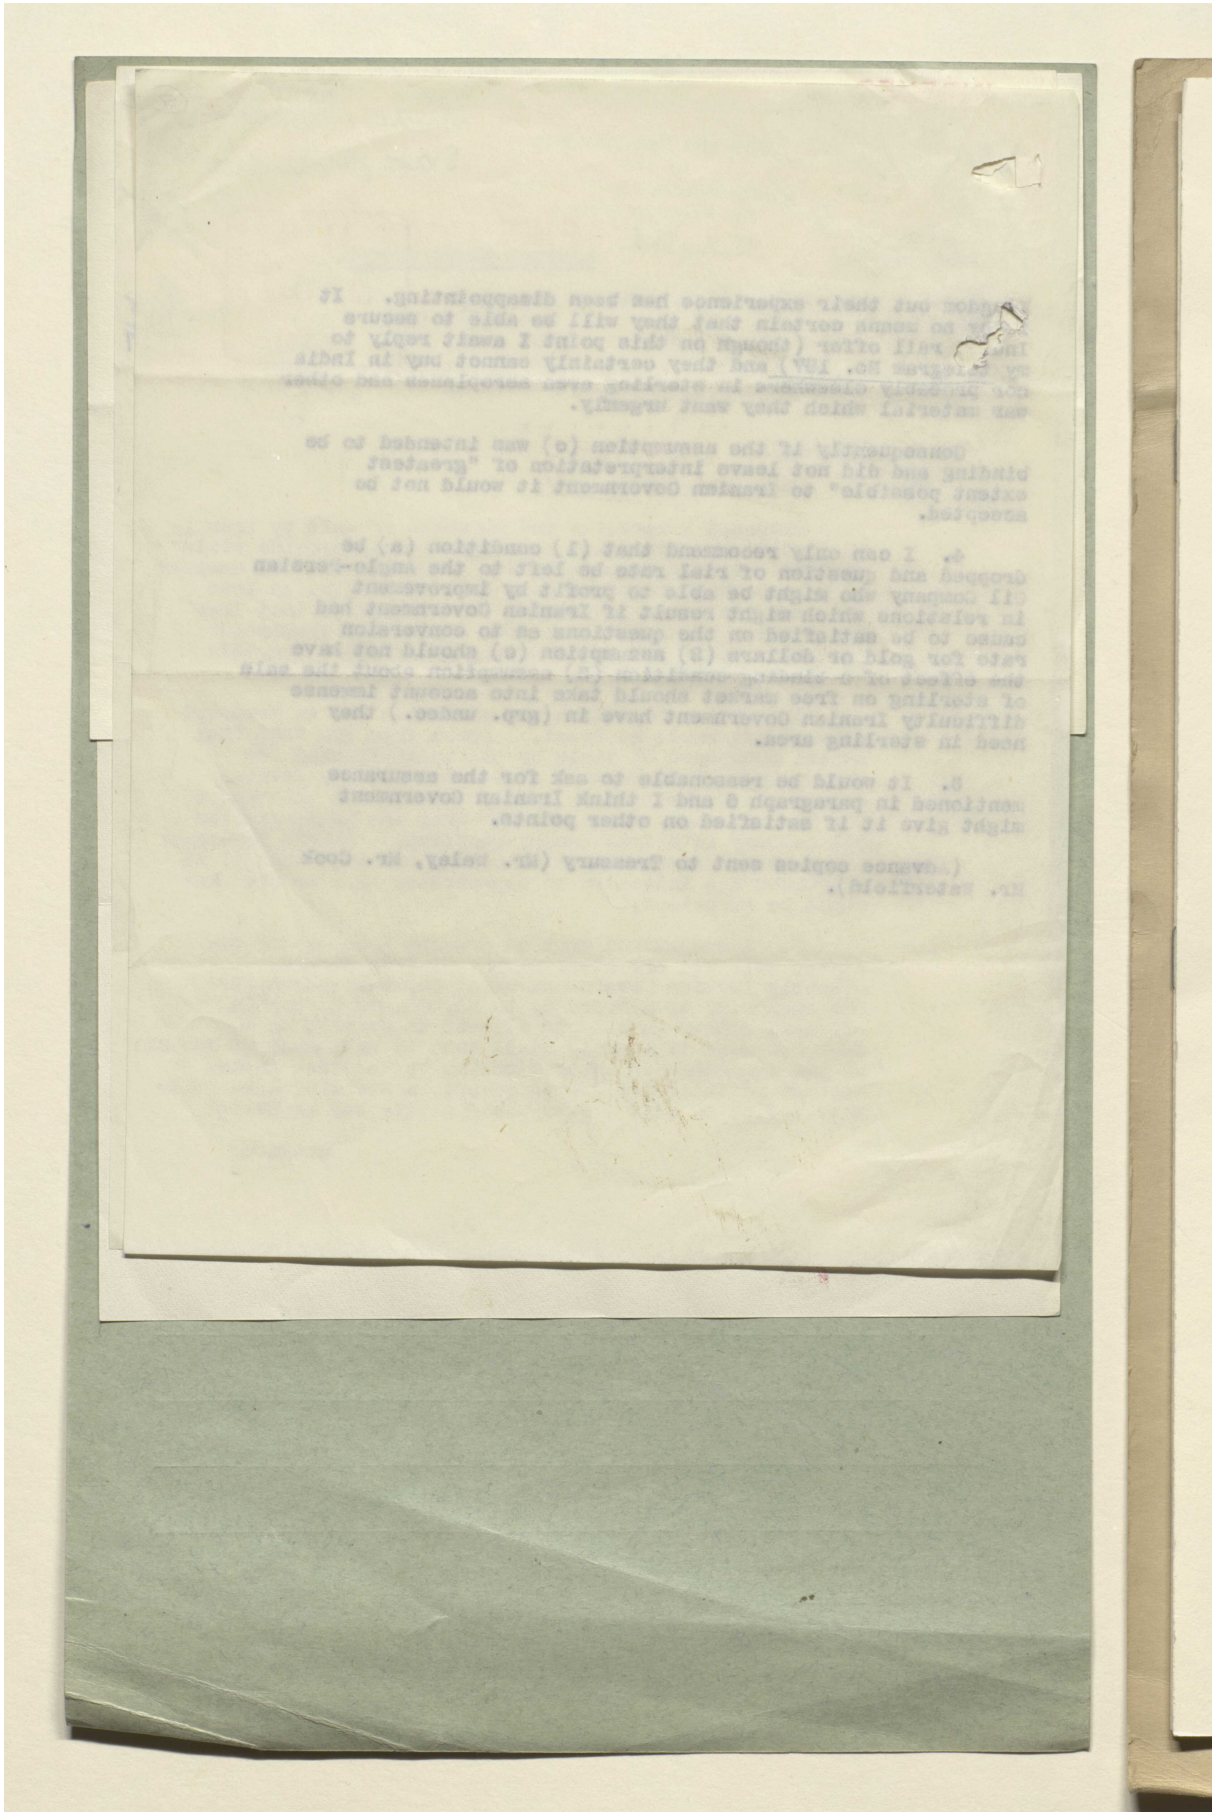 Kingdom but their experience has been disappointing. It
is by no means certain that they will be able to secure
Indian rail offer (though on this point I await reply to
my telegram No. 107) and they certainly cannot buy in India
nor probably elsewhere in sterling area aeroplanes and other
war material which they want urgently.
Consequently if the assumption (c) was intended to be
binding and did not leave interpretation of "greatest
extent possible" to Iranian Government it would not be
accepted.
4. I can only recommend that (1) condition (a) be
dropped and question of rial rate be left to the Anglo-Persian
Oil Company who might be able to profit by improvement
in relations which might result if Iranian Government had
cause to be satisfied on the questions as to conversion
rate for gold or dollars (2) assumption (c) should not have
the effect of a binding condition (3) assumption about the sale
of sterling on free market should take into account immense
difficulty Iranian Government have in (grp. undec.) they
need in sterling area.
5. It would be reasonable to ask for the assurance
mentioned in paragraph 6 and I think Iranian Government
might give it if satisfied on other points.
(Advance copies sent to Treasury (Mr. Waley, Mr. Cook
Mr. Waterfield).